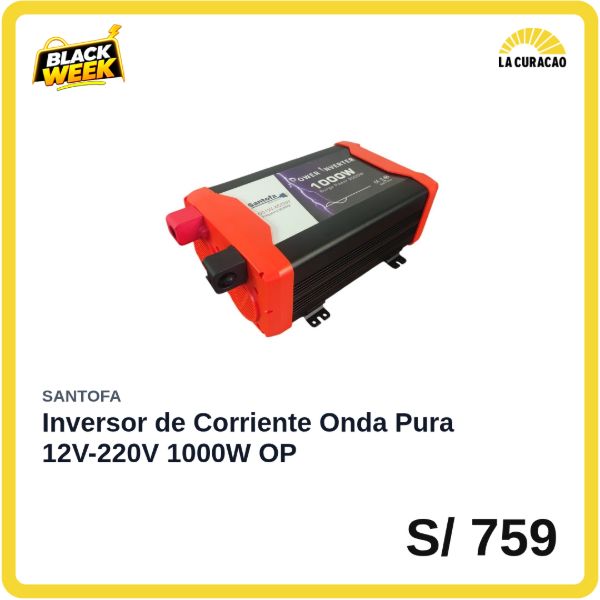 BLACK
WEEK
LA CURACAO
POWER INVERTER
1000W
Santofa
SANTOFA
Inversor de Corriente Onda Pura
12V-220V 1000W OP
S/ 759